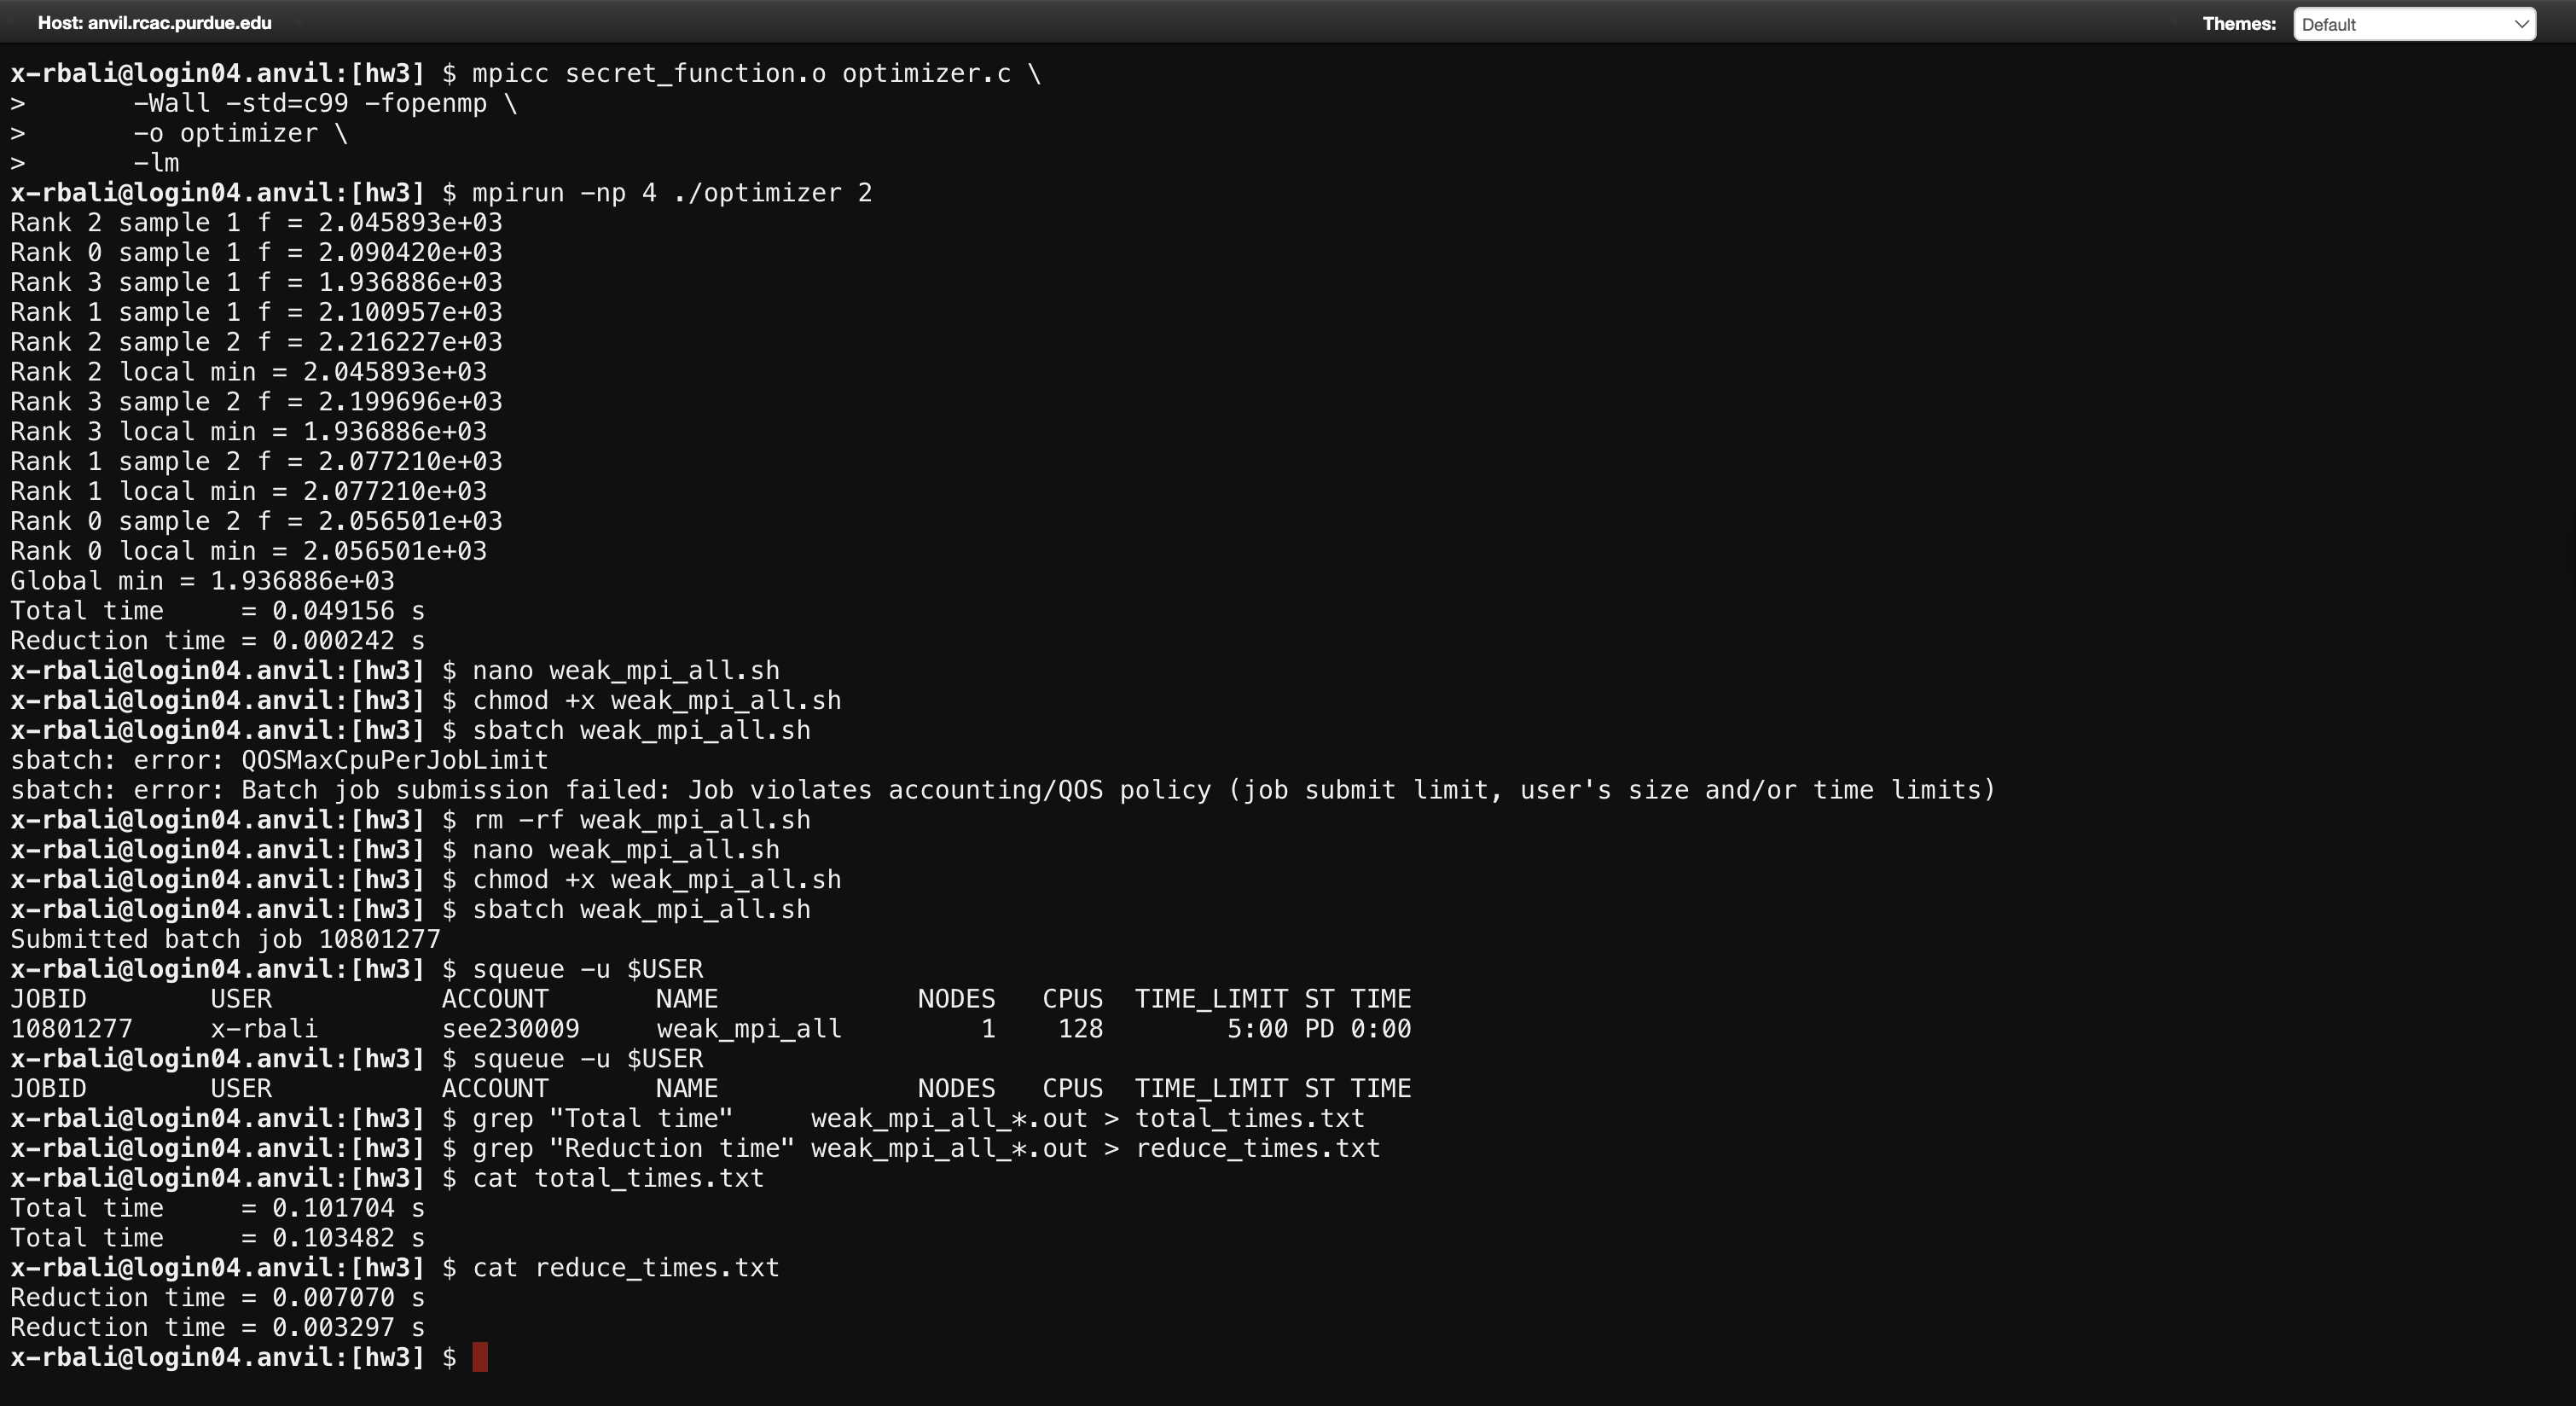 Host: anvil.rcac.purdue.edu
Themes: Default
x-rbali@login04.anvil:[hw3] $ mpicc secret_function.o optimizer.c \
>       -Wall -std=c99 -fopenmp \
>       -o optimizer \
>       -lm
x-rbali@login04.anvil:[hw3] $ mpirun -np 4 ./optimizer 2
Rank 2 sample 1 f = 2.045893e+03
Rank 0 sample 1 f = 2.090420e+03
Rank 3 sample 1 f = 1.936886e+03
Rank 1 sample 1 f = 2.100957e+03
Rank 2 sample 2 f = 2.216227e+03
Rank 2 local min = 2.045893e+03
Rank 3 sample 2 f = 2.199696e+03
Rank 3 local min = 1.936886e+03
Rank 1 sample 2 f = 2.077210e+03
Rank 1 local min = 2.077210e+03
Rank 0 sample 2 f = 2.056501e+03
Rank 0 local min = 2.056501e+03
Global min = 1.936886e+03
Total time     = 0.049156 s
Reduction time = 0.000242 s
x-rbali@login04.anvil:[hw3] $ nano weak_mpi_all.sh
x-rbali@login04.anvil:[hw3] $ chmod +x weak_mpi_all.sh
x-rbali@login04.anvil:[hw3] $ sbatch weak_mpi_all.sh
sbatch: error: QOSMaxCpuPerJobLimit
sbatch: error: Batch job submission failed: Job violates accounting/QOS policy (job submit limit, user's size and/or time limits)
x-rbali@login04.anvil:[hw3] $ rm -rf weak_mpi_all.sh
x-rbali@login04.anvil:[hw3] $ nano weak_mpi_all.sh
x-rbali@login04.anvil:[hw3] $ chmod +x weak_mpi_all.sh
x-rbali@login04.anvil:[hw3] $ sbatch weak_mpi_all.sh
Submitted batch job 10801277
x-rbali@login04.anvil:[hw3] $ squeue -u $USER
JOBID        USER           ACCOUNT       NAME             NODES   CPUS  TIME_LIMIT ST TIME
10801277     x-rbali        see230009     weak_mpi_all         1    128        5:00 PD 0:00
x-rbali@login04.anvil:[hw3] $ squeue -u $USER
JOBID        USER           ACCOUNT       NAME             NODES   CPUS  TIME_LIMIT ST TIME
x-rbali@login04.anvil:[hw3] $ grep "Total time"     weak_mpi_all_*.out > total_times.txt
x-rbali@login04.anvil:[hw3] $ grep "Reduction time" weak_mpi_all_*.out > reduce_times.txt
x-rbali@login04.anvil:[hw3] $ cat total_times.txt
Total time     = 0.101704 s
Total time     = 0.103482 s
x-rbali@login04.anvil:[hw3] $ cat reduce_times.txt
Reduction time = 0.007070 s
Reduction time = 0.003297 s
x-rbali@login04.anvil:[hw3] $